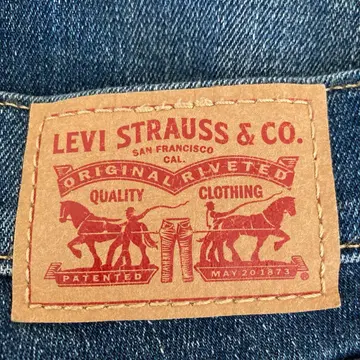 LEVI STRAUSS & CO.
SAN FRANCISCO
CAL.
ORIGINAL RIVETED
QUALITY CLOTHING
PATENTED MAY 20 1873
®